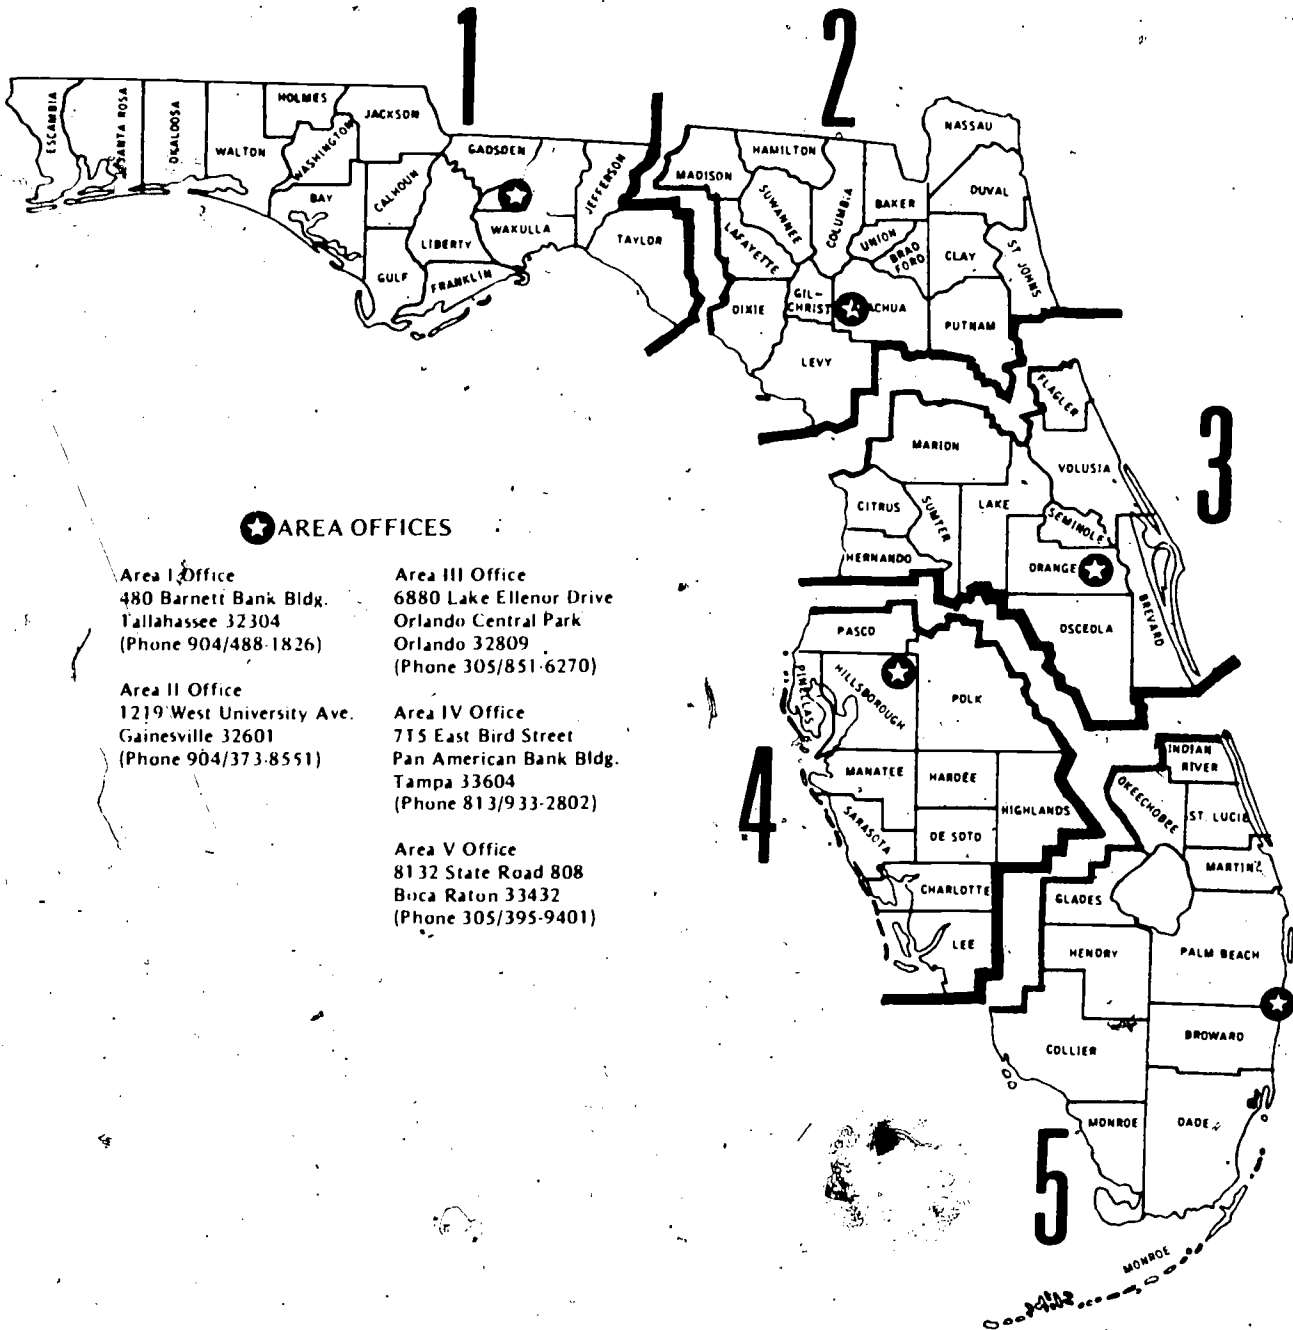 1
2
ESCAMBIA
SANTA ROSA
OKALOOSA
WALTON
HOLMES
WASHINGTON
JACKSON
BAY
CALHOUN
GULF
GADSDEN
LIBERTY
FRANKLIN
WAKULLA
JEFFERSON
TAYLOR
MADISON
HAMILTON
SUWANNEE
LAFAYETTE
COLUMBIA
BAKER
NASSAU
DUVAL
UNION
BRAD
FORD
CLAY
ST JOHNS
DIXIE
GIL-
CHRIST
ACHUA
PUTNAM
LEVY
3
FLAGLER
MARION
VOLUSIA
CITRUS
SUMTER
LAKE
SEMINOLE
HERNANDO
ORANGE
BREVARD
OSCEOLA
AREA OFFICES
Area I Office
480 Barnett Bank Bldg.
Tallahassee 32304
(Phone 904/488-1826)
Area II Office
1219 West University Ave.
Gainesville 32601
(Phone 904/373-8551)
Area III Office
6880 Lake Ellenor Drive
Orlando Central Park
Orlando 32809
(Phone 305/851-6270)
Area IV Office
715 East Bird Street
Pan American Bank Bldg.
Tampa 33604
(Phone 813/933-2802)
Area V Office
8132 State Road 808
Boca Raton 33432
(Phone 305/395-9401)
4
PASCO
PINELLAS
HILLSBOROUGH
POLK
MANATEE
HARDEE
HIGHLANDS
SARASOTA
DE SOTO
CHARLOTTE
LEE
INDIAN
RIVER
OKEECHOBEE
ST. LUCIE
MARTIN
GLADES
HENDRY
PALM BEACH
COLLIER
BROWARD
MONROE
DADE
5
MONROE